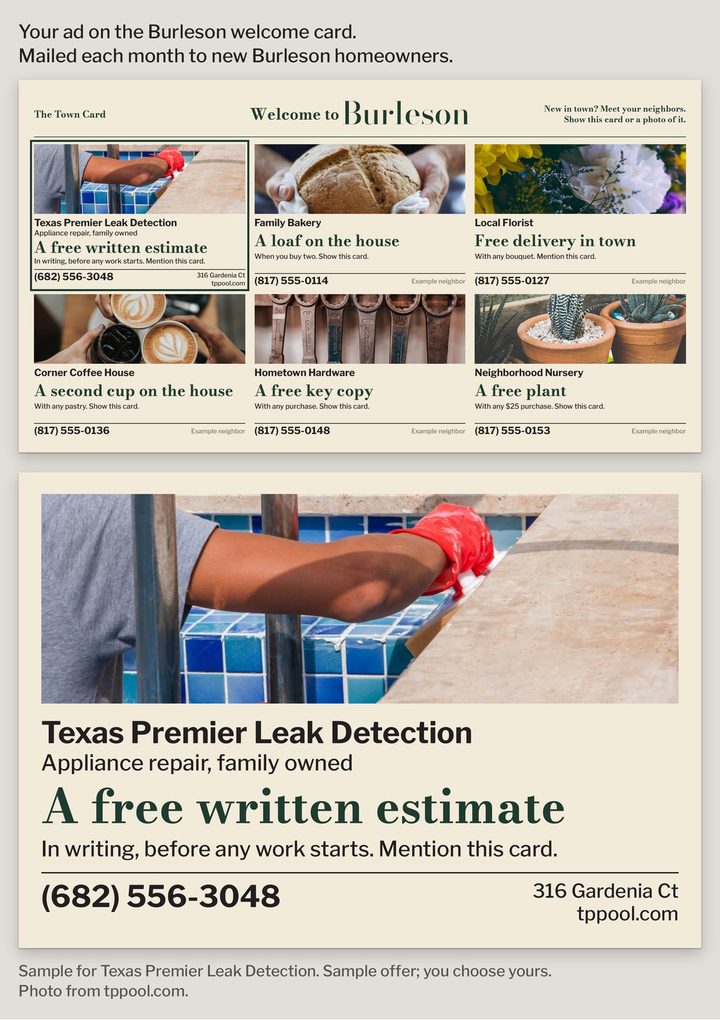 Your ad on the Burleson welcome card.
Mailed each month to new Burleson homeowners.
The Town Card
Welcome to Burleson
New in town? Meet your neighbors.
Show this card or a photo of it.
Texas Premier Leak Detection
Appliance repair, family owned
A free written estimate
In writing, before any work starts. Mention this card.
(682) 556-3048
316 Gardenia Ct
tppool.com
Family Bakery
A loaf on the house
When you buy two. Show this card.
(817) 555-0114
Example neighbor
Local Florist
Free delivery in town
With any bouquet. Mention this card.
(817) 555-0127
Example neighbor
Corner Coffee House
A second cup on the house
With any pastry. Show this card.
(817) 555-0136
Example neighbor
Hometown Hardware
A free key copy
With any purchase. Show this card.
(817) 555-0148
Example neighbor
Neighborhood Nursery
A free plant
With any $25 purchase. Show this card.
(817) 555-0153
Example neighbor
Texas Premier Leak Detection
Appliance repair, family owned
A free written estimate
In writing, before any work starts. Mention this card.
(682) 556-3048
316 Gardenia Ct
tppool.com
Sample for Texas Premier Leak Detection. Sample offer; you choose yours.
Photo from tppool.com.